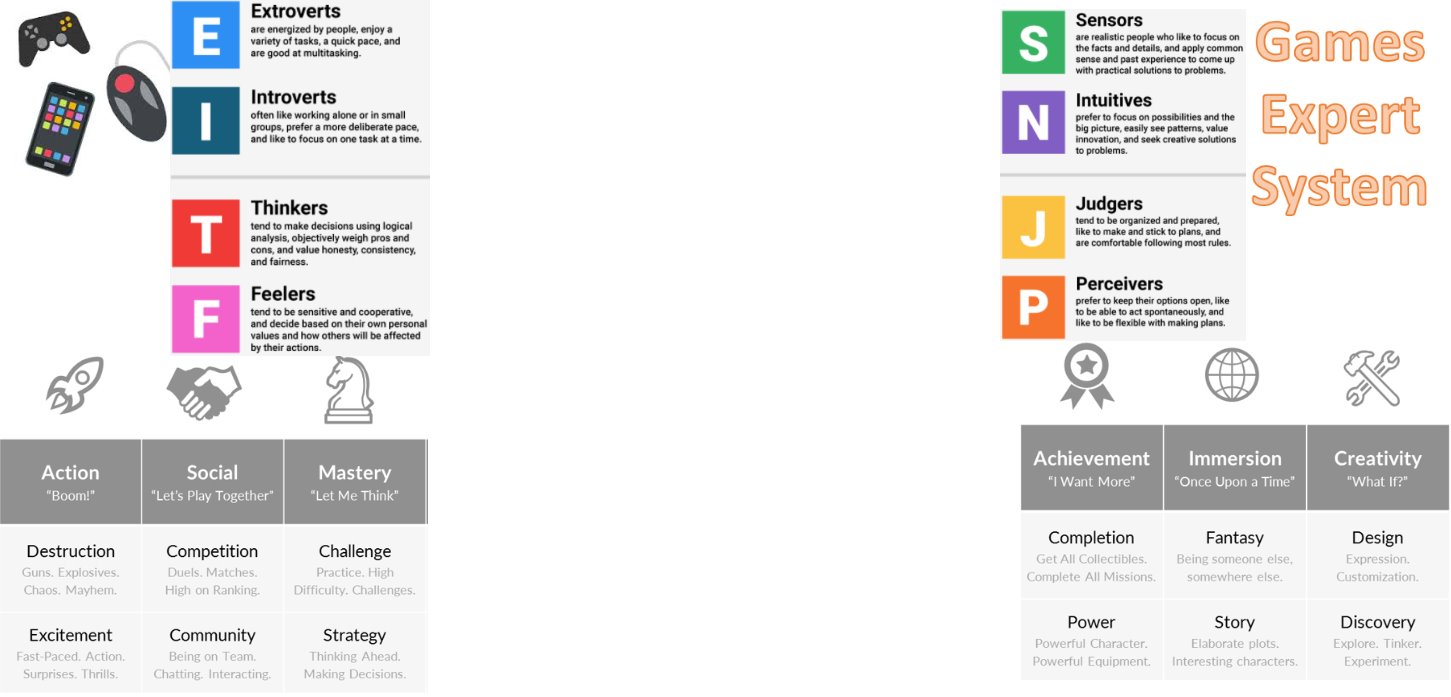 E
Extroverts
are energized by people, enjoy a
variety of tasks, a quick pace, and
are good at multitasking.
I
Introverts
often like working alone or in small
groups, prefer a more deliberate pace,
and like to focus on one task at a time.
T
Thinkers
tend to make decisions using logical
analysis, objectively weigh pros and
cons, and value honesty, consistency,
and fairness.
F
Feelers
tend to be sensitive and cooperative,
and decide based on their own personal
values and how others will be affected
by their actions.
S
Sensors
are realistic people who like to focus on
the facts and details, and apply common
sense and past experience to come up
with practical solutions to problems.
N
Intuitives
prefer to focus on possibilities and the
big picture, easily see patterns, value
innovation, and seek creative solutions
to problems.
J
Judgers
tend to be organized and prepared,
like to make and stick to plans, and
are comfortable following most rules.
P
Perceivers
prefer to keep their options open, like
to be able to act spontaneously, and
like to be flexible with making plans.
Games
Expert
System
Action
“Boom!”
Destruction
Guns. Explosives.
Chaos. Mayhem.
Excitement
Fast-Paced. Action.
Surprises. Thrills.
Social
“Let’s Play Together”
Competition
Duels. Matches.
High on Ranking.
Community
Being on Team.
Chatting. Interacting.
Mastery
“Let Me Think”
Challenge
Practice. High
Difficulty. Challenges.
Strategy
Thinking Ahead.
Making Decisions.
Achievement
“I Want More”
Completion
Get All Collectibles.
Complete All Missions.
Power
Powerful Character.
Powerful Equipment.
Immersion
“Once Upon a Time”
Fantasy
Being someone else,
somewhere else.
Story
Elaborate plots.
Interesting characters.
Creativity
“What If?”
Design
Expression.
Customization.
Discovery
Explore. Tinker.
Experiment.